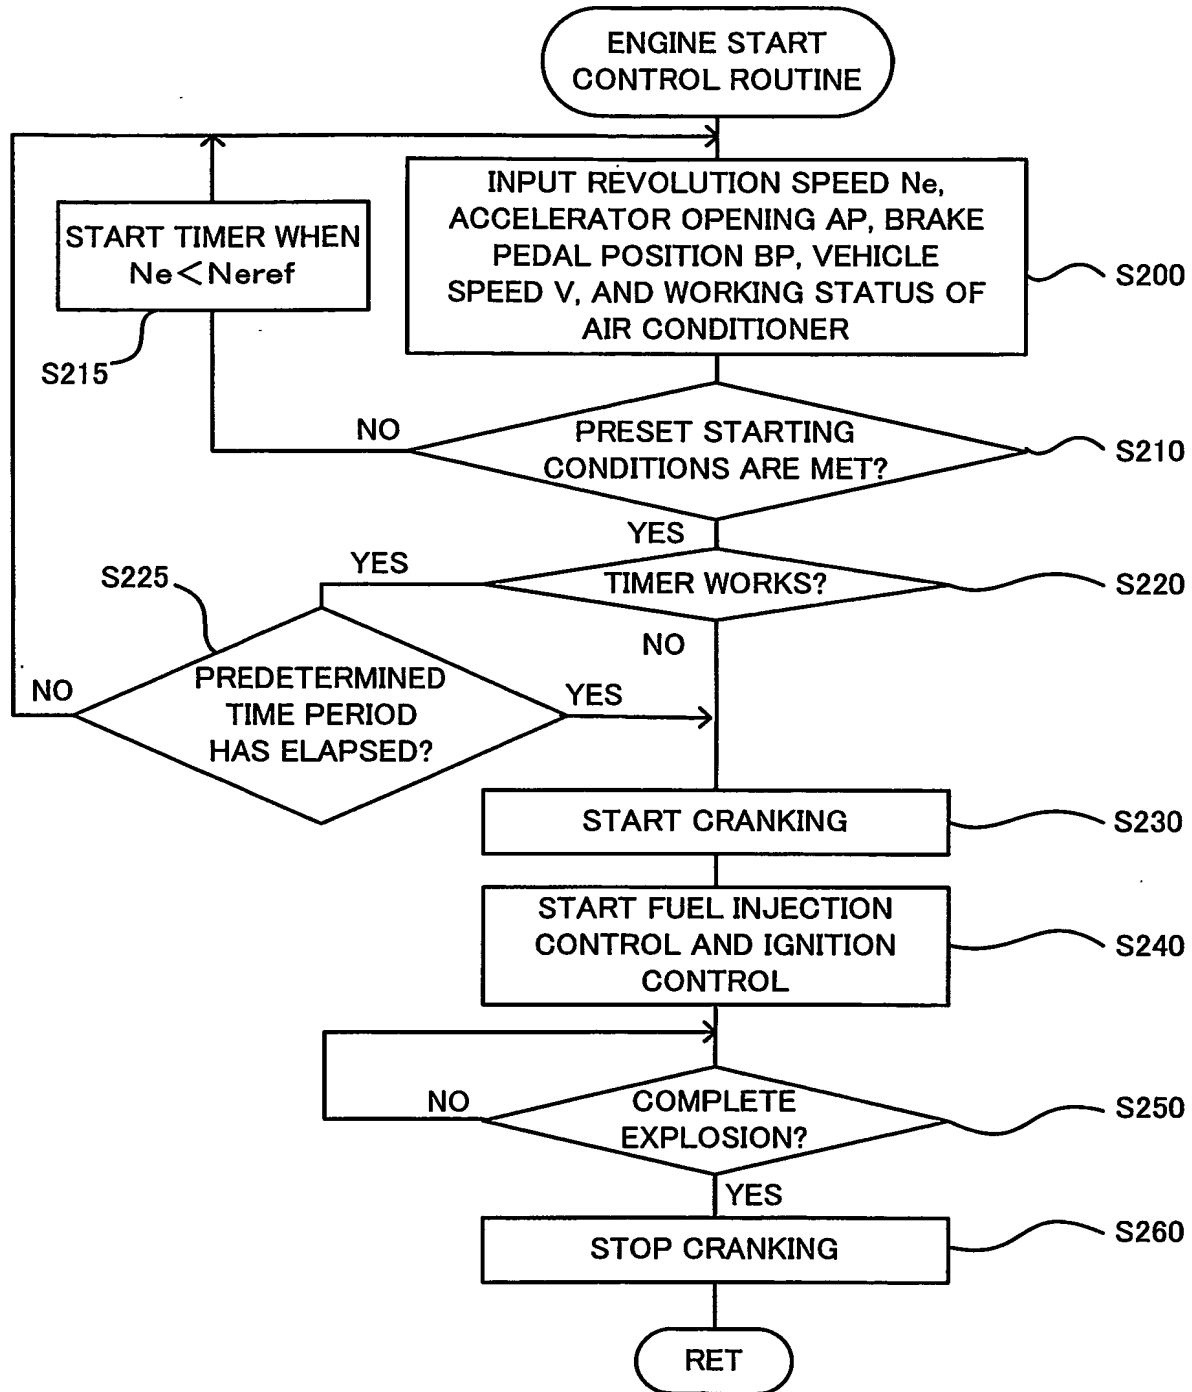 ENGINE START
CONTROL ROUTINE
INPUT REVOLUTION SPEED Ne,
ACCELERATOR OPENING AP, BRAKE
PEDAL POSITION BP, VEHICLE
SPEED V, AND WORKING STATUS OF
AIR CONDITIONER
S200
START TIMER WHEN
Ne<Neref
S215
NO
PRESET STARTING
CONDITIONS ARE MET?
S210
YES
YES
TIMER WORKS?
S220
S225
NO
NO
PREDETERMINED
TIME PERIOD
HAS ELAPSED?
YES
START CRANKING
S230
START FUEL INJECTION
CONTROL AND IGNITION
CONTROL
S240
NO
COMPLETE
EXPLOSION?
S250
YES
STOP CRANKING
S260
RET